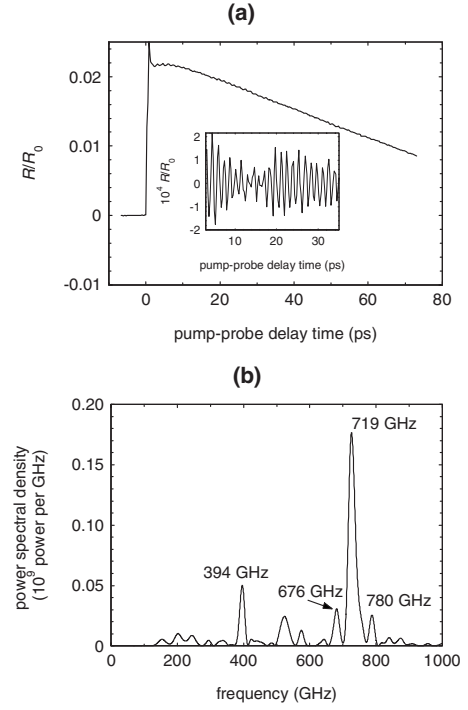 (a)
R/R0
0.02
0.01
0
-0.01
0
20
40
60
80
pump-probe delay time (ps)
10^4 R/R0
2
1
0
-1
-2
10
20
30
pump-probe delay time (ps)
(b)
power spectral density
(10^9 power per GHz)
0.20
0.15
0.10
0.05
0
719 GHz
394 GHz
676 GHz
780 GHz
0
200
400
600
800
1000
frequency (GHz)